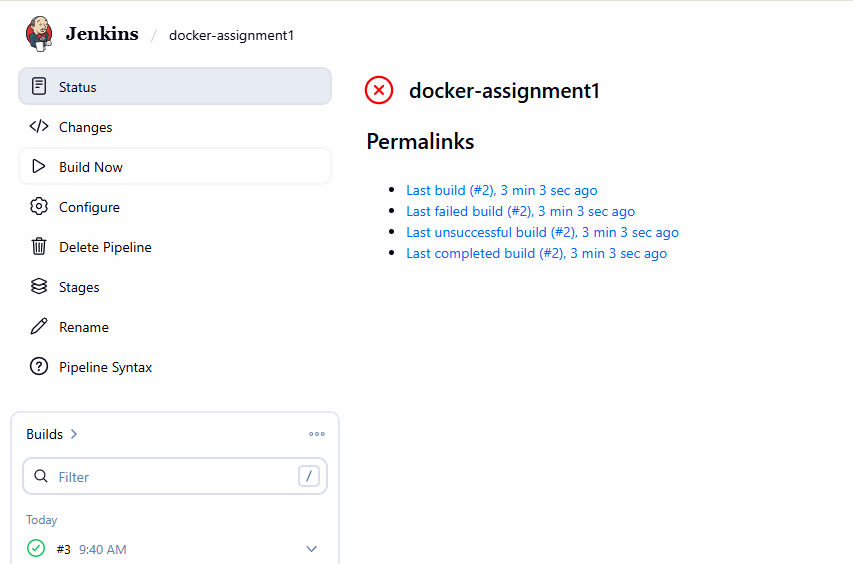 Jenkins / docker-assignment1
Status
Changes
Build Now
Configure
Delete Pipeline
Stages
Rename
Pipeline Syntax
Builds
Filter /
Today
#3 9:40 AM
docker-assignment1
Permalinks
Last build (#2), 3 min 3 sec ago
Last failed build (#2), 3 min 3 sec ago
Last unsuccessful build (#2), 3 min 3 sec ago
Last completed build (#2), 3 min 3 sec ago